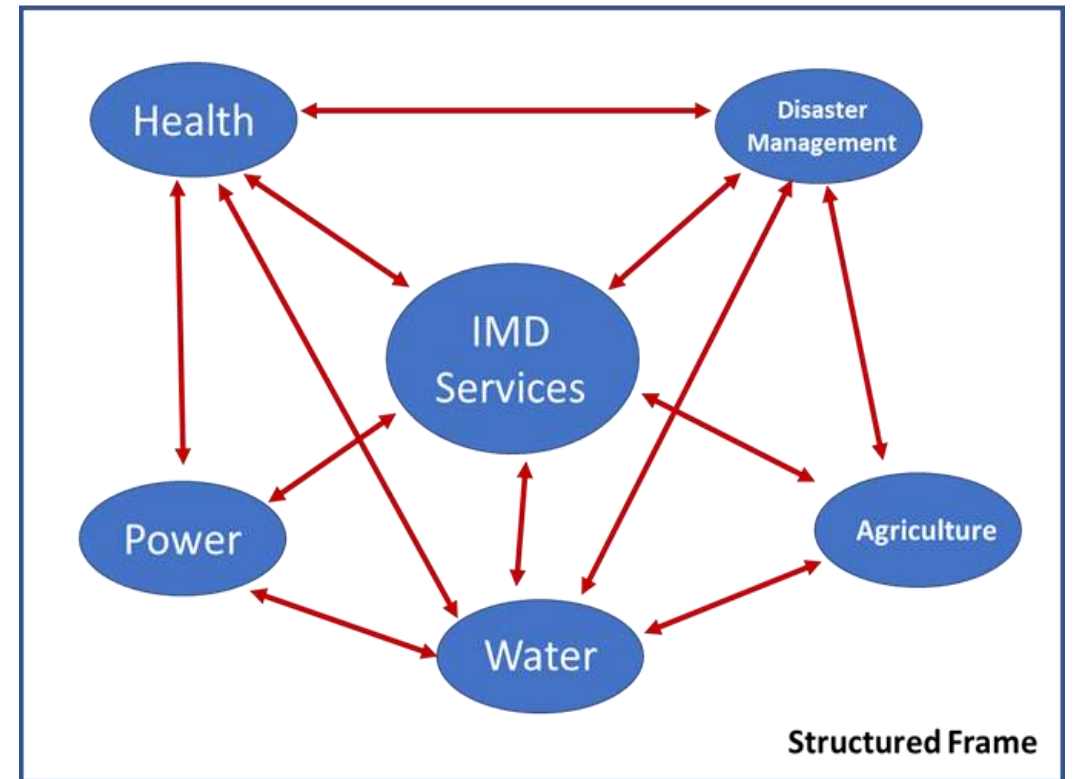 Health
Disaster
Management
IMD
Services
Power
Agriculture
Water
Structured Frame